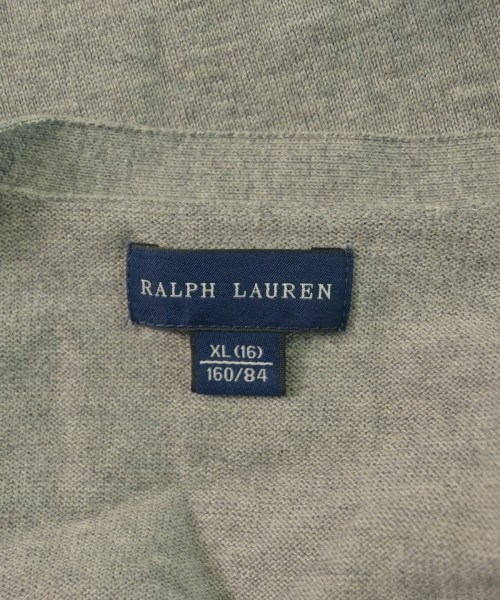 RALPH LAUREN
XL (16)
160/84